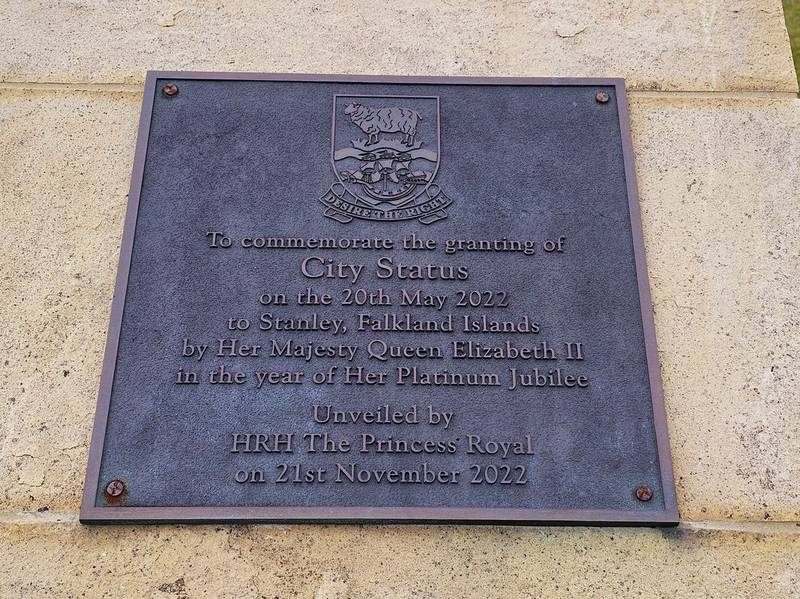 DESIRE THE RIGHT
To commemorate the granting of
City Status
on the 20th May 2022
to Stanley, Falkland Islands
by Her Majesty Queen Elizabeth II
in the year of Her Platinum Jubilee
Unveiled by
HRH The Princess Royal
on 21st November 2022